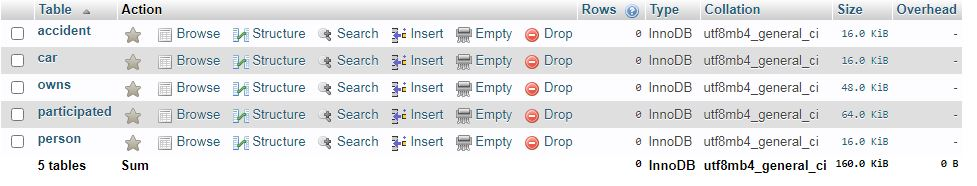 Table Action Rows Type Collation Size Overhead
accident Browse Structure Search Insert Empty Drop 0 InnoDB utf8mb4_general_ci 16.0 KiB -
car Browse Structure Search Insert Empty Drop 0 InnoDB utf8mb4_general_ci 16.0 KiB -
owns Browse Structure Search Insert Empty Drop 0 InnoDB utf8mb4_general_ci 48.0 KiB -
participated Browse Structure Search Insert Empty Drop 0 InnoDB utf8mb4_general_ci 64.0 KiB -
person Browse Structure Search Insert Empty Drop 0 InnoDB utf8mb4_general_ci 16.0 KiB -
5 tables Sum 0 InnoDB utf8mb4_general_ci 160.0 KiB 0 B